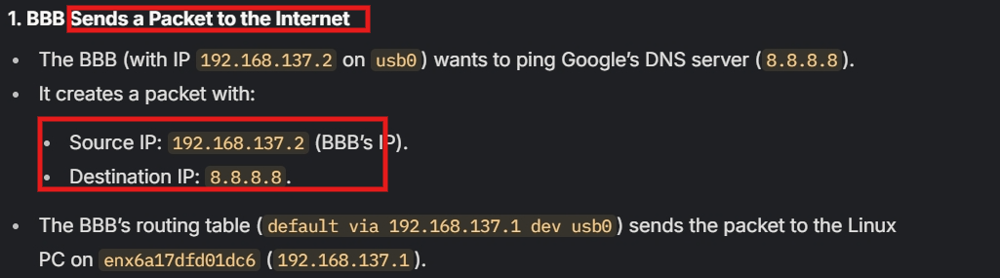 1. BBB Sends a Packet to the Internet
• The BBB (with IP 192.168.137.2 on usb0) wants to ping Google’s DNS server (8.8.8.8).
• It creates a packet with:
• Source IP: 192.168.137.2 (BBB’s IP).
• Destination IP: 8.8.8.8.
• The BBB’s routing table (default via 192.168.137.1 dev usb0) sends the packet to the Linux
PC on enx6a17dfd01dc6 (192.168.137.1).